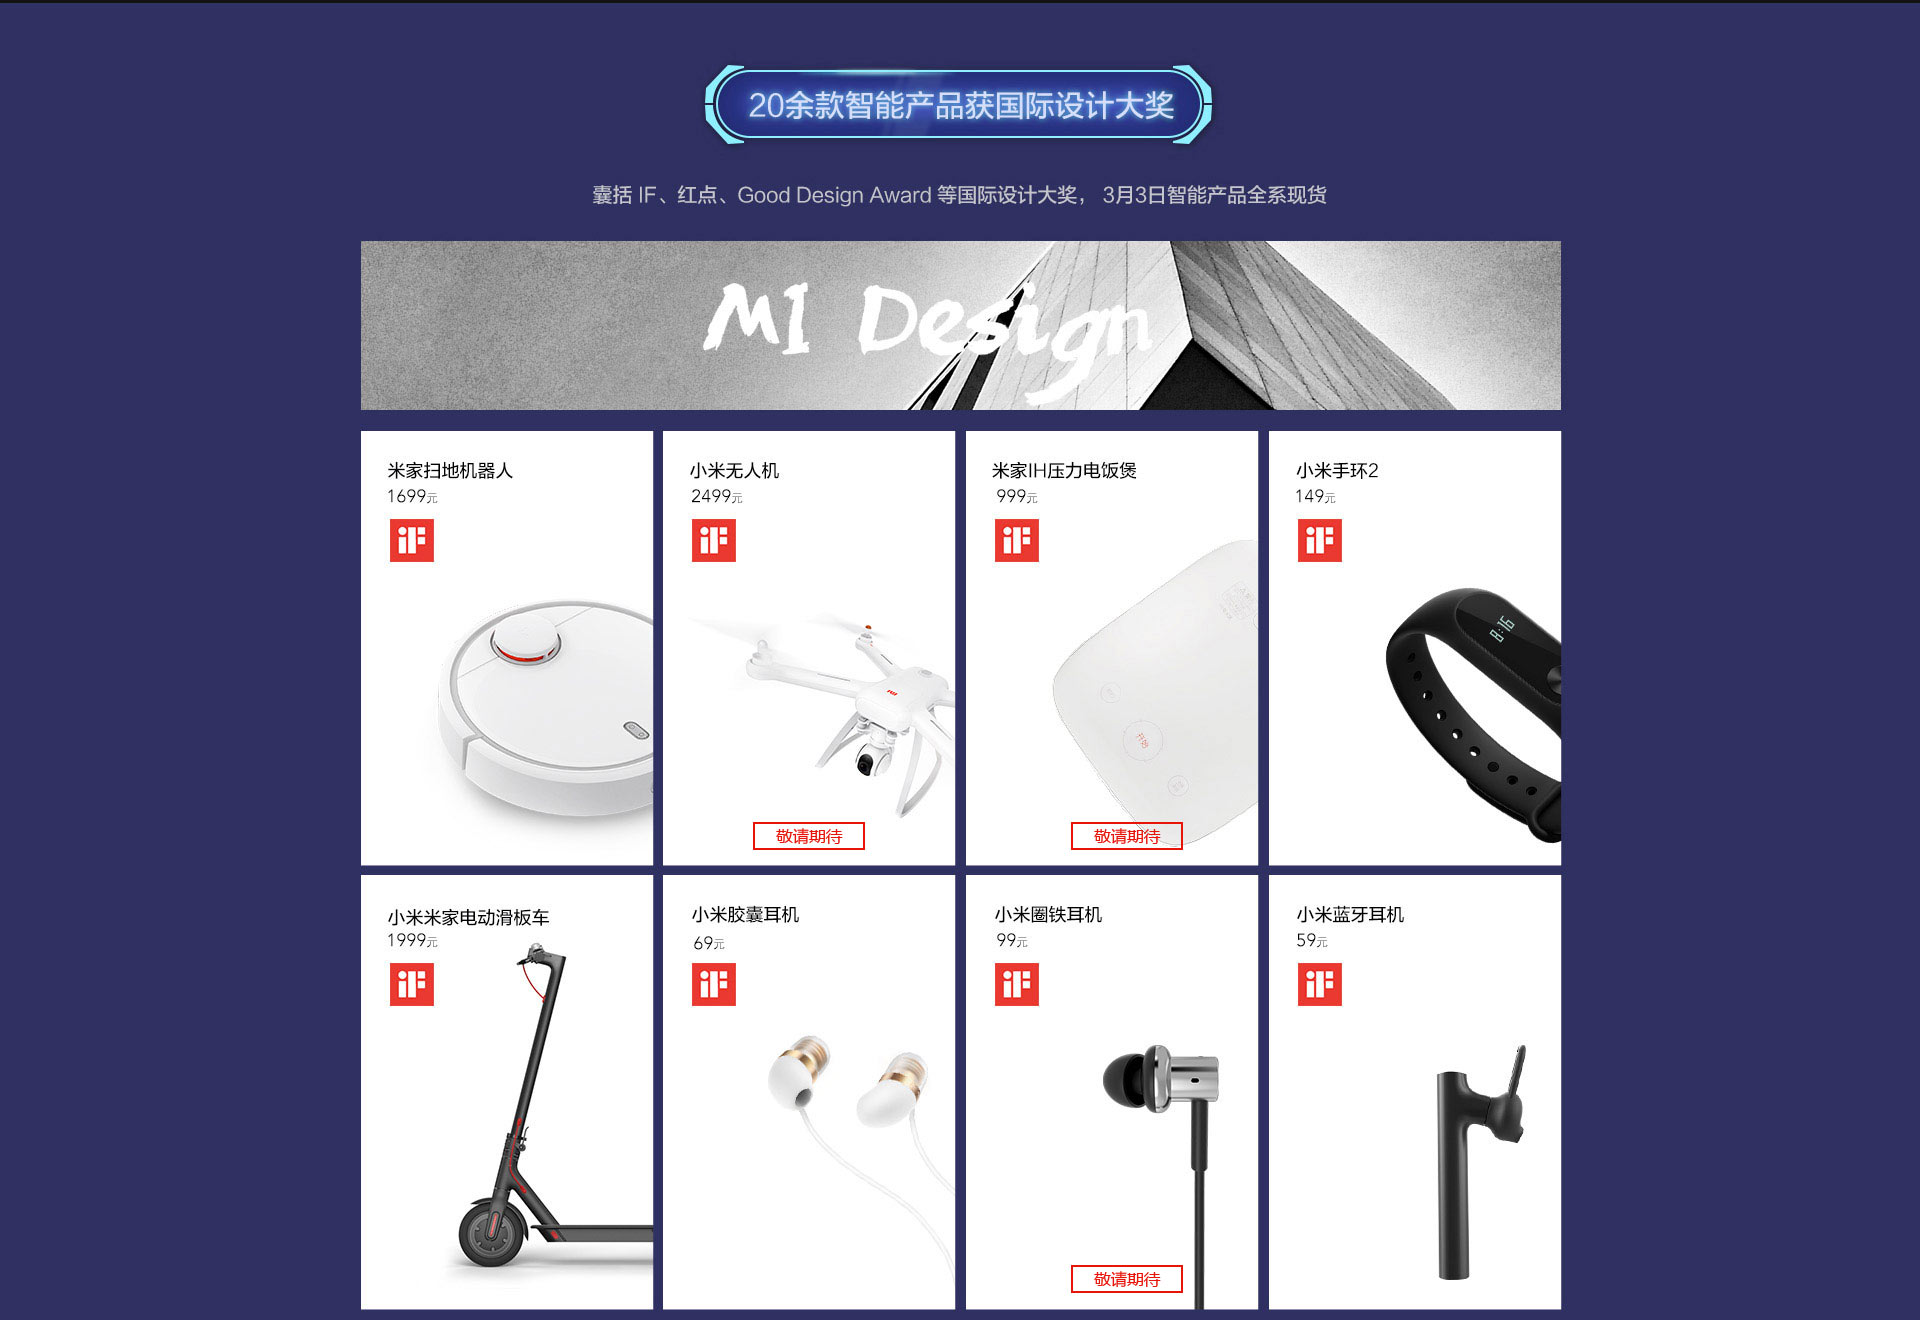 20余款智能产品获国际设计大奖
囊括 IF、红点、Good Design Award 等国际设计大奖， 3月3日智能产品全系现货
MI Design
米家扫地机器人
1699元
iF
小米无人机
2499元
iF
敬请期待
米家IH压力电饭煲
999元
iF
开始
敬请期待
小米手环2
149元
iF
8:16
小米米家电动滑板车
1999元
iF
小米胶囊耳机
69元
iF
小米圈铁耳机
99元
iF
敬请期待
小米蓝牙耳机
59元
iF